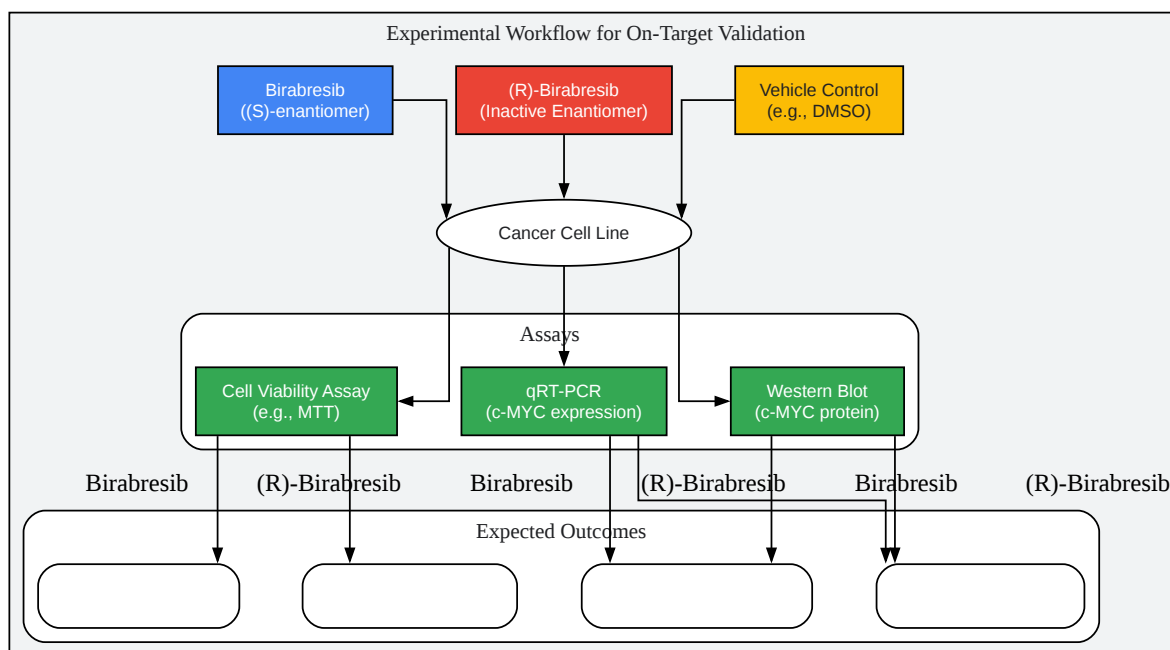 Experimental Workflow for On-Target Validation
Birabresib
((S)-enantiomer)
(R)-Birabresib
(Inactive Enantiomer)
Vehicle Control
(e.g., DMSO)
Cancer Cell Line
Assays
Cell Viability Assay
(e.g., MTT)
qRT-PCR
(c-MYC expression)
Western Blot
(c-MYC protein)
Birabresib
(R)-Birabresib
Birabresib
(R)-Birabresib
Birabresib
(R)-Birabresib
Expected Outcomes